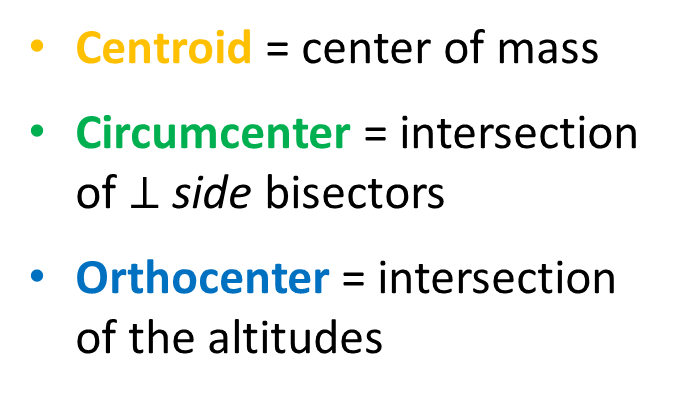 • Centroid = center of mass
• Circumcenter = intersection
of ⊥ side bisectors
• Orthocenter = intersection
of the altitudes